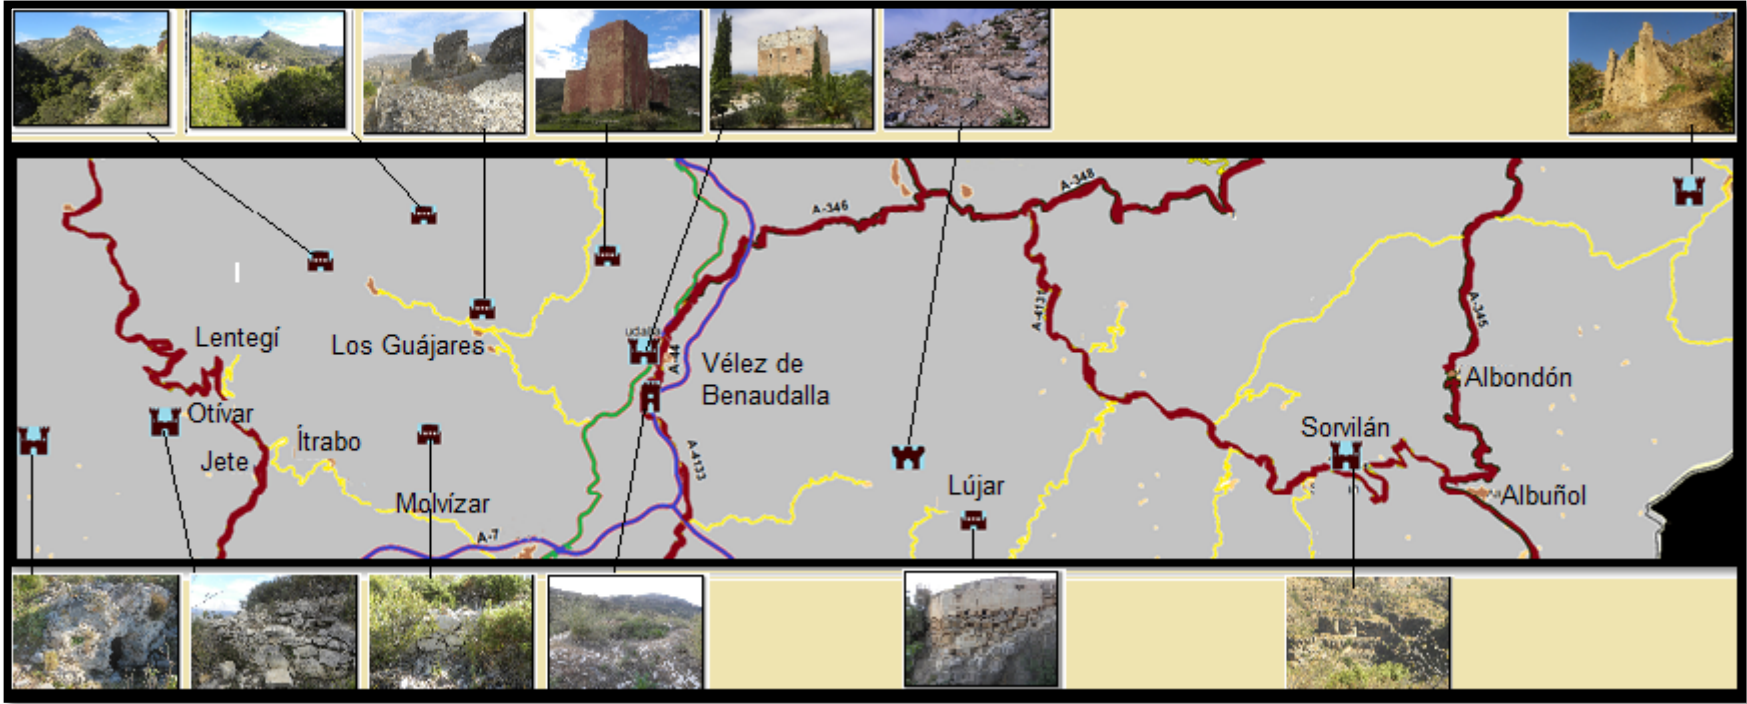 A-348
A-346
A-4131
A-345
Lentegí
udalla
Los Guájares
A-44
Vélez de
Benaudalla
Albondón
Otívar
Ítrabo
Sorvilán
Jete
A-4133
Molvízar
Lújar
Albuñol
A-7